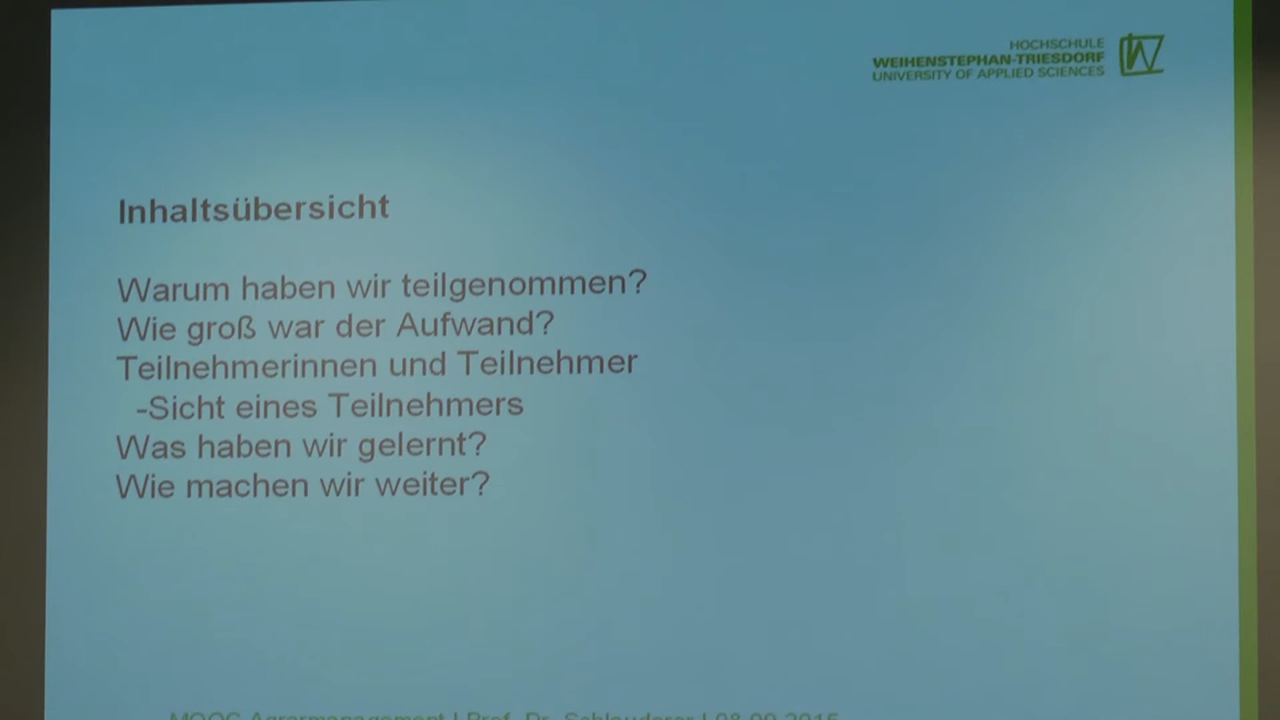 HOCHSCHULE
WEIHENSTEPHAN-TRIESDORF
UNIVERSITY OF APPLIED SCIENCES
Inhaltsübersicht
Warum haben wir teilgenommen?
Wie groß war der Aufwand?
Teilnehmerinnen und Teilnehmer
-Sicht eines Teilnehmers
Was haben wir gelernt?
Wie machen wir weiter?
MOOC Agrarmanagement | Prof. Dr. Schlauderer | 08.09.2015